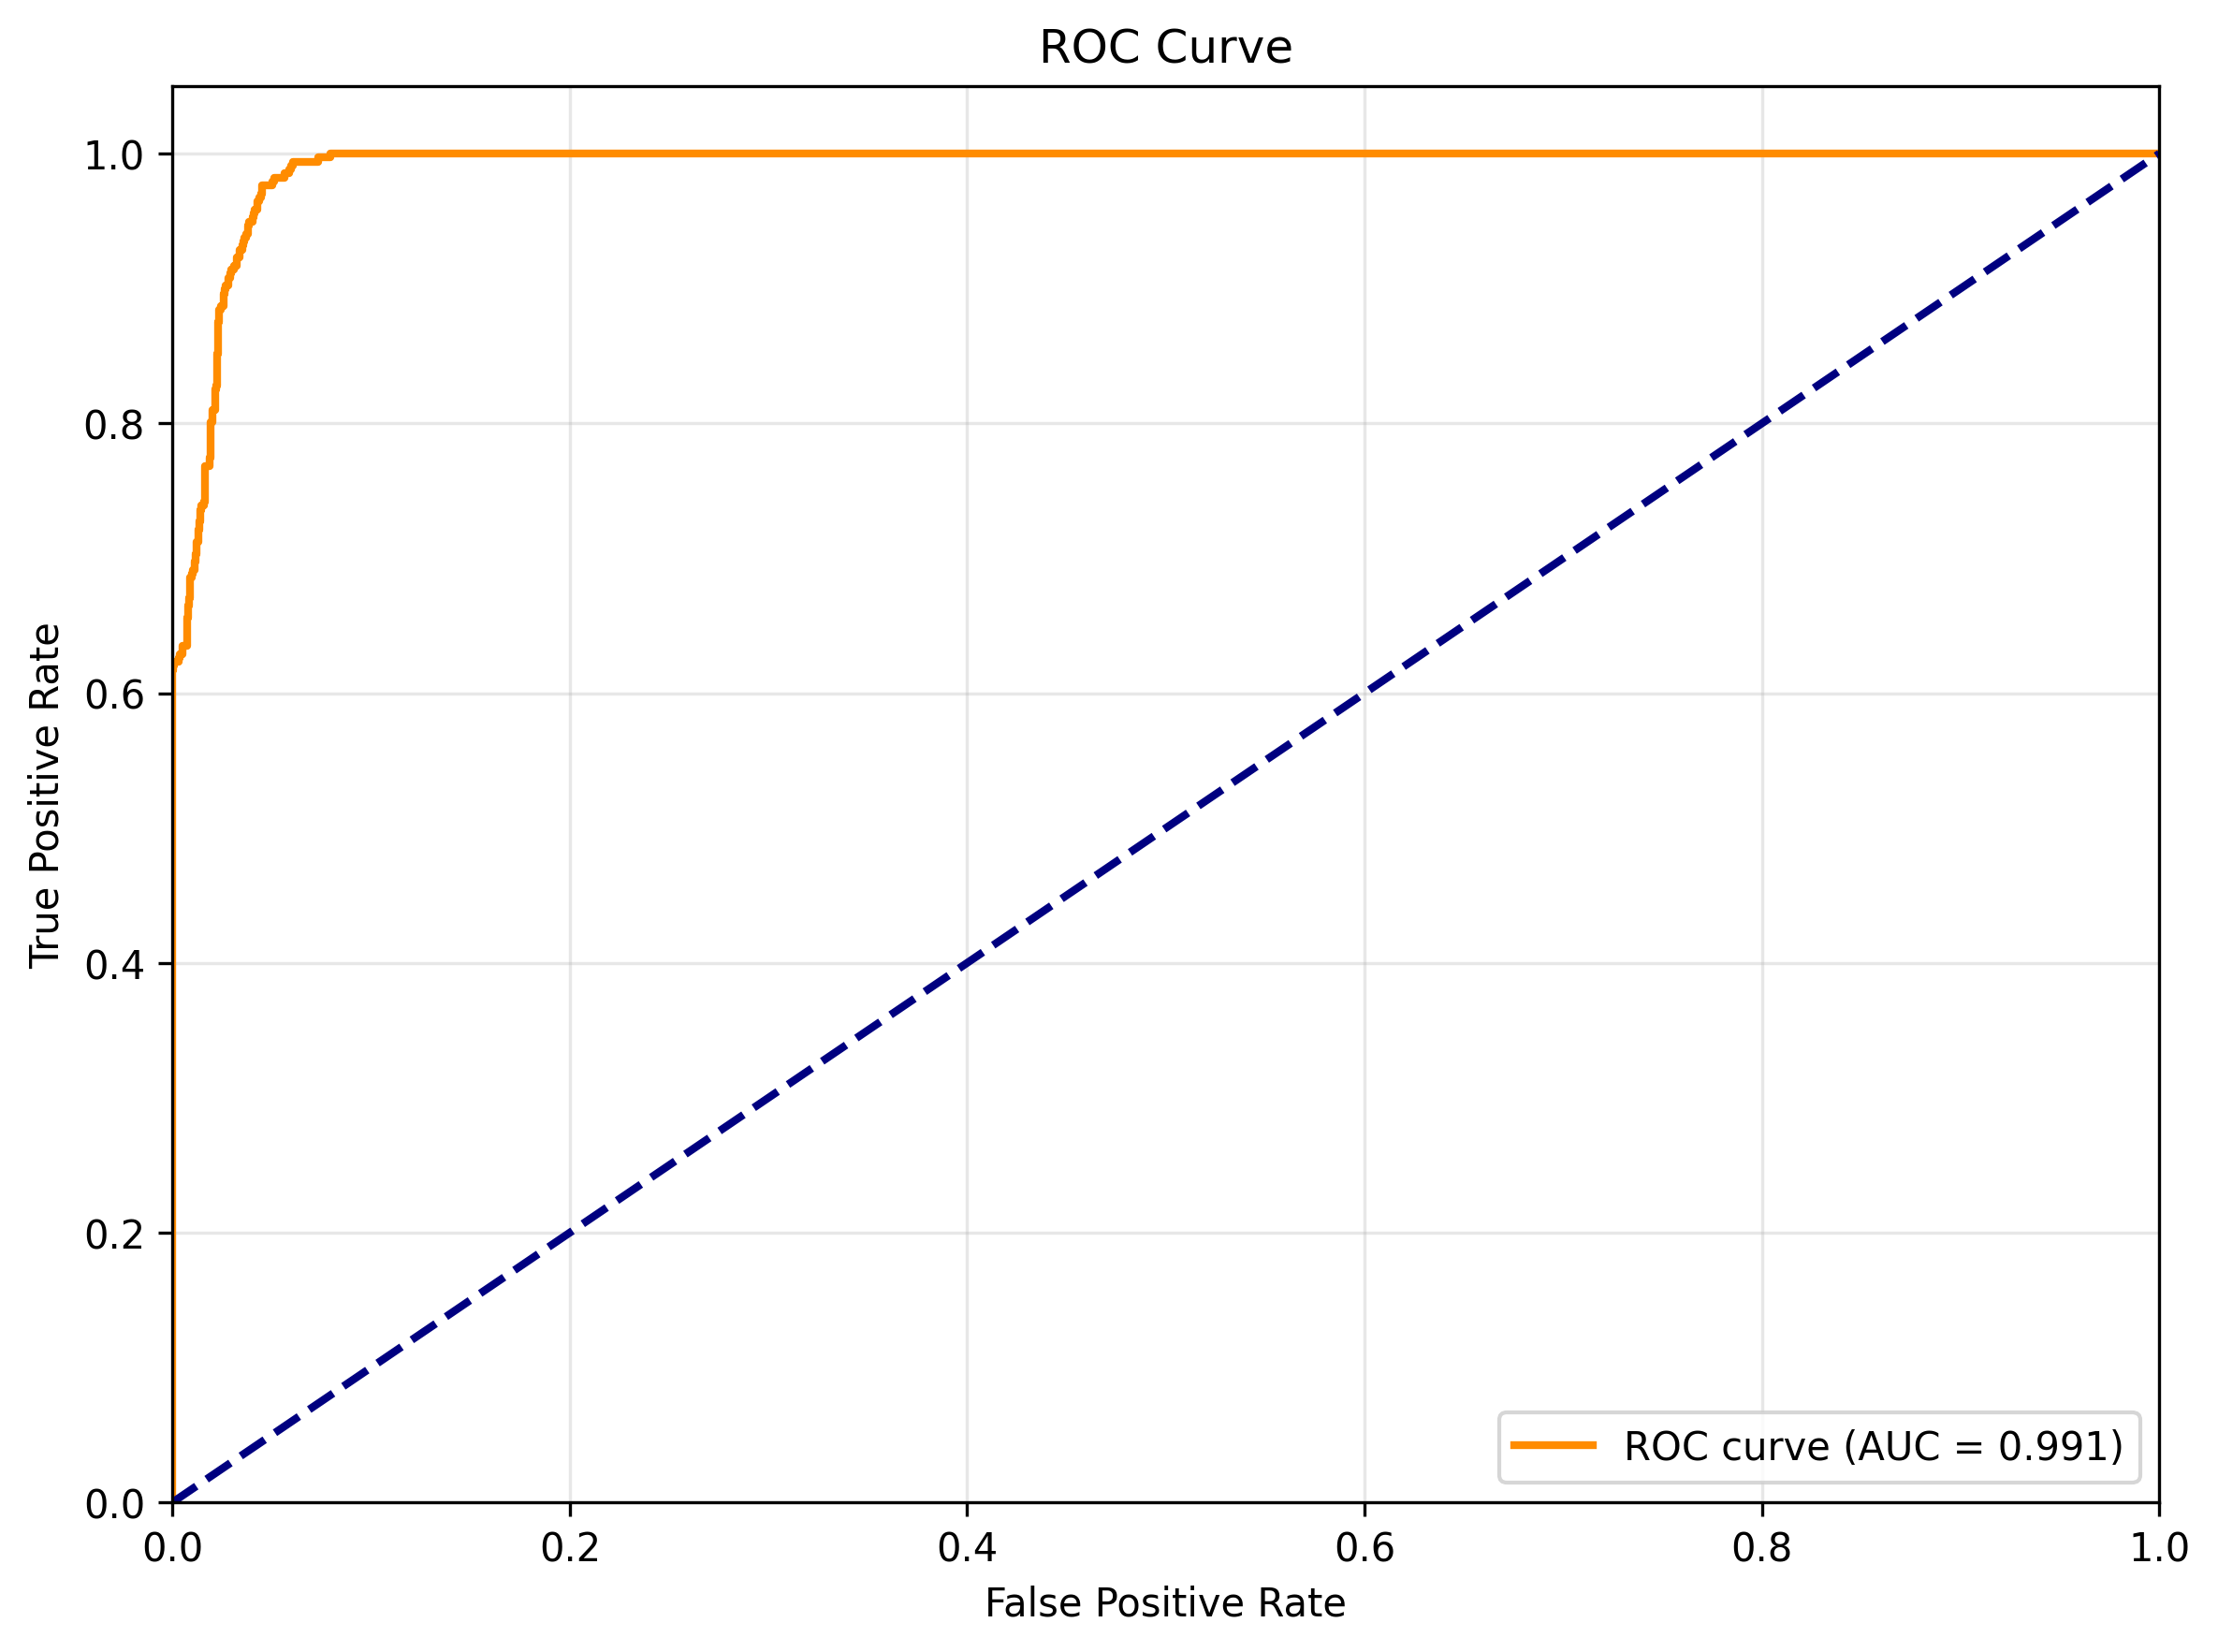 ROC Curve
True Positive Rate
1.0
0.8
0.6
0.4
0.2
0.0
0.0 0.2 0.4 0.6 0.8 1.0
False Positive Rate
ROC curve (AUC = 0.991)